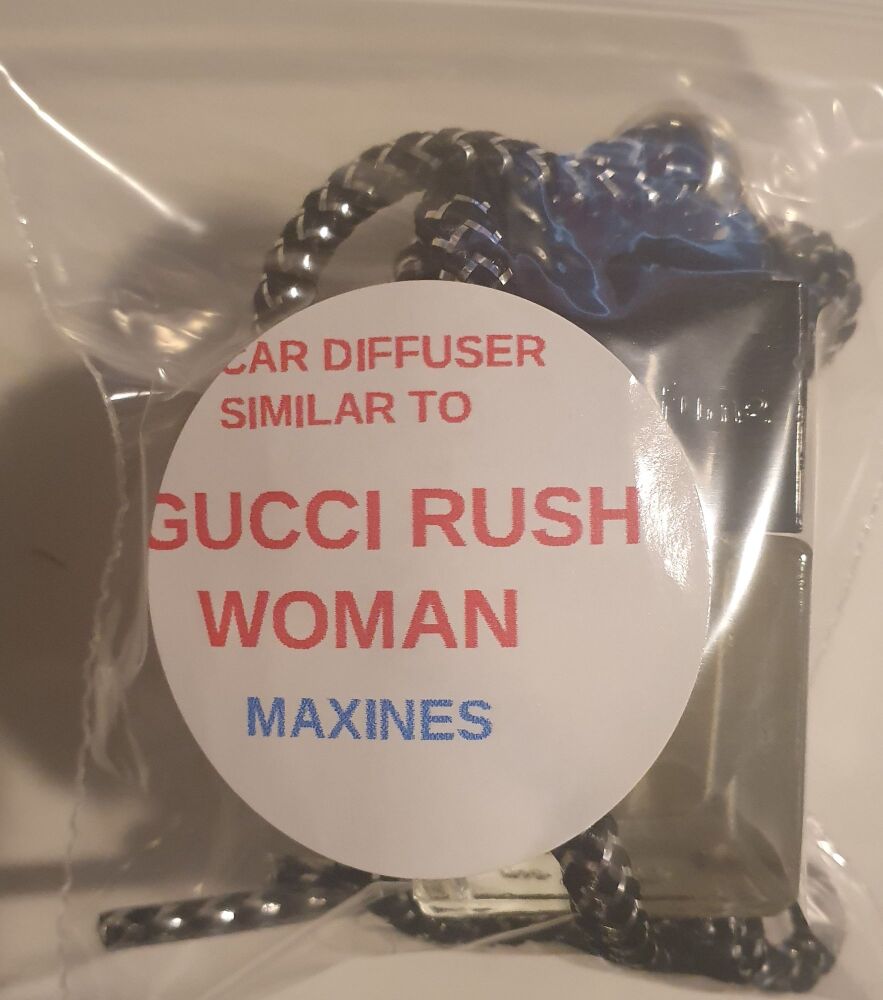 CAR DIFFUSER
SIMILAR TO
GUCCI RUSH
WOMAN
MAXINES